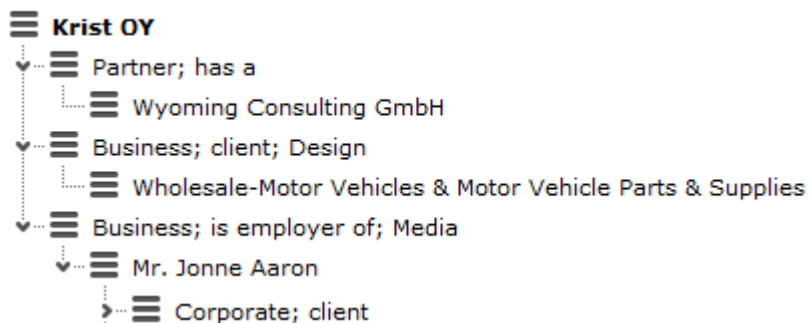 Krist OY
Partner; has a
Wyoming Consulting GmbH
Business; client; Design
Wholesale-Motor Vehicles & Motor Vehicle Parts & Supplies
Business; is employer of; Media
Mr. Jonne Aaron
Corporate; client